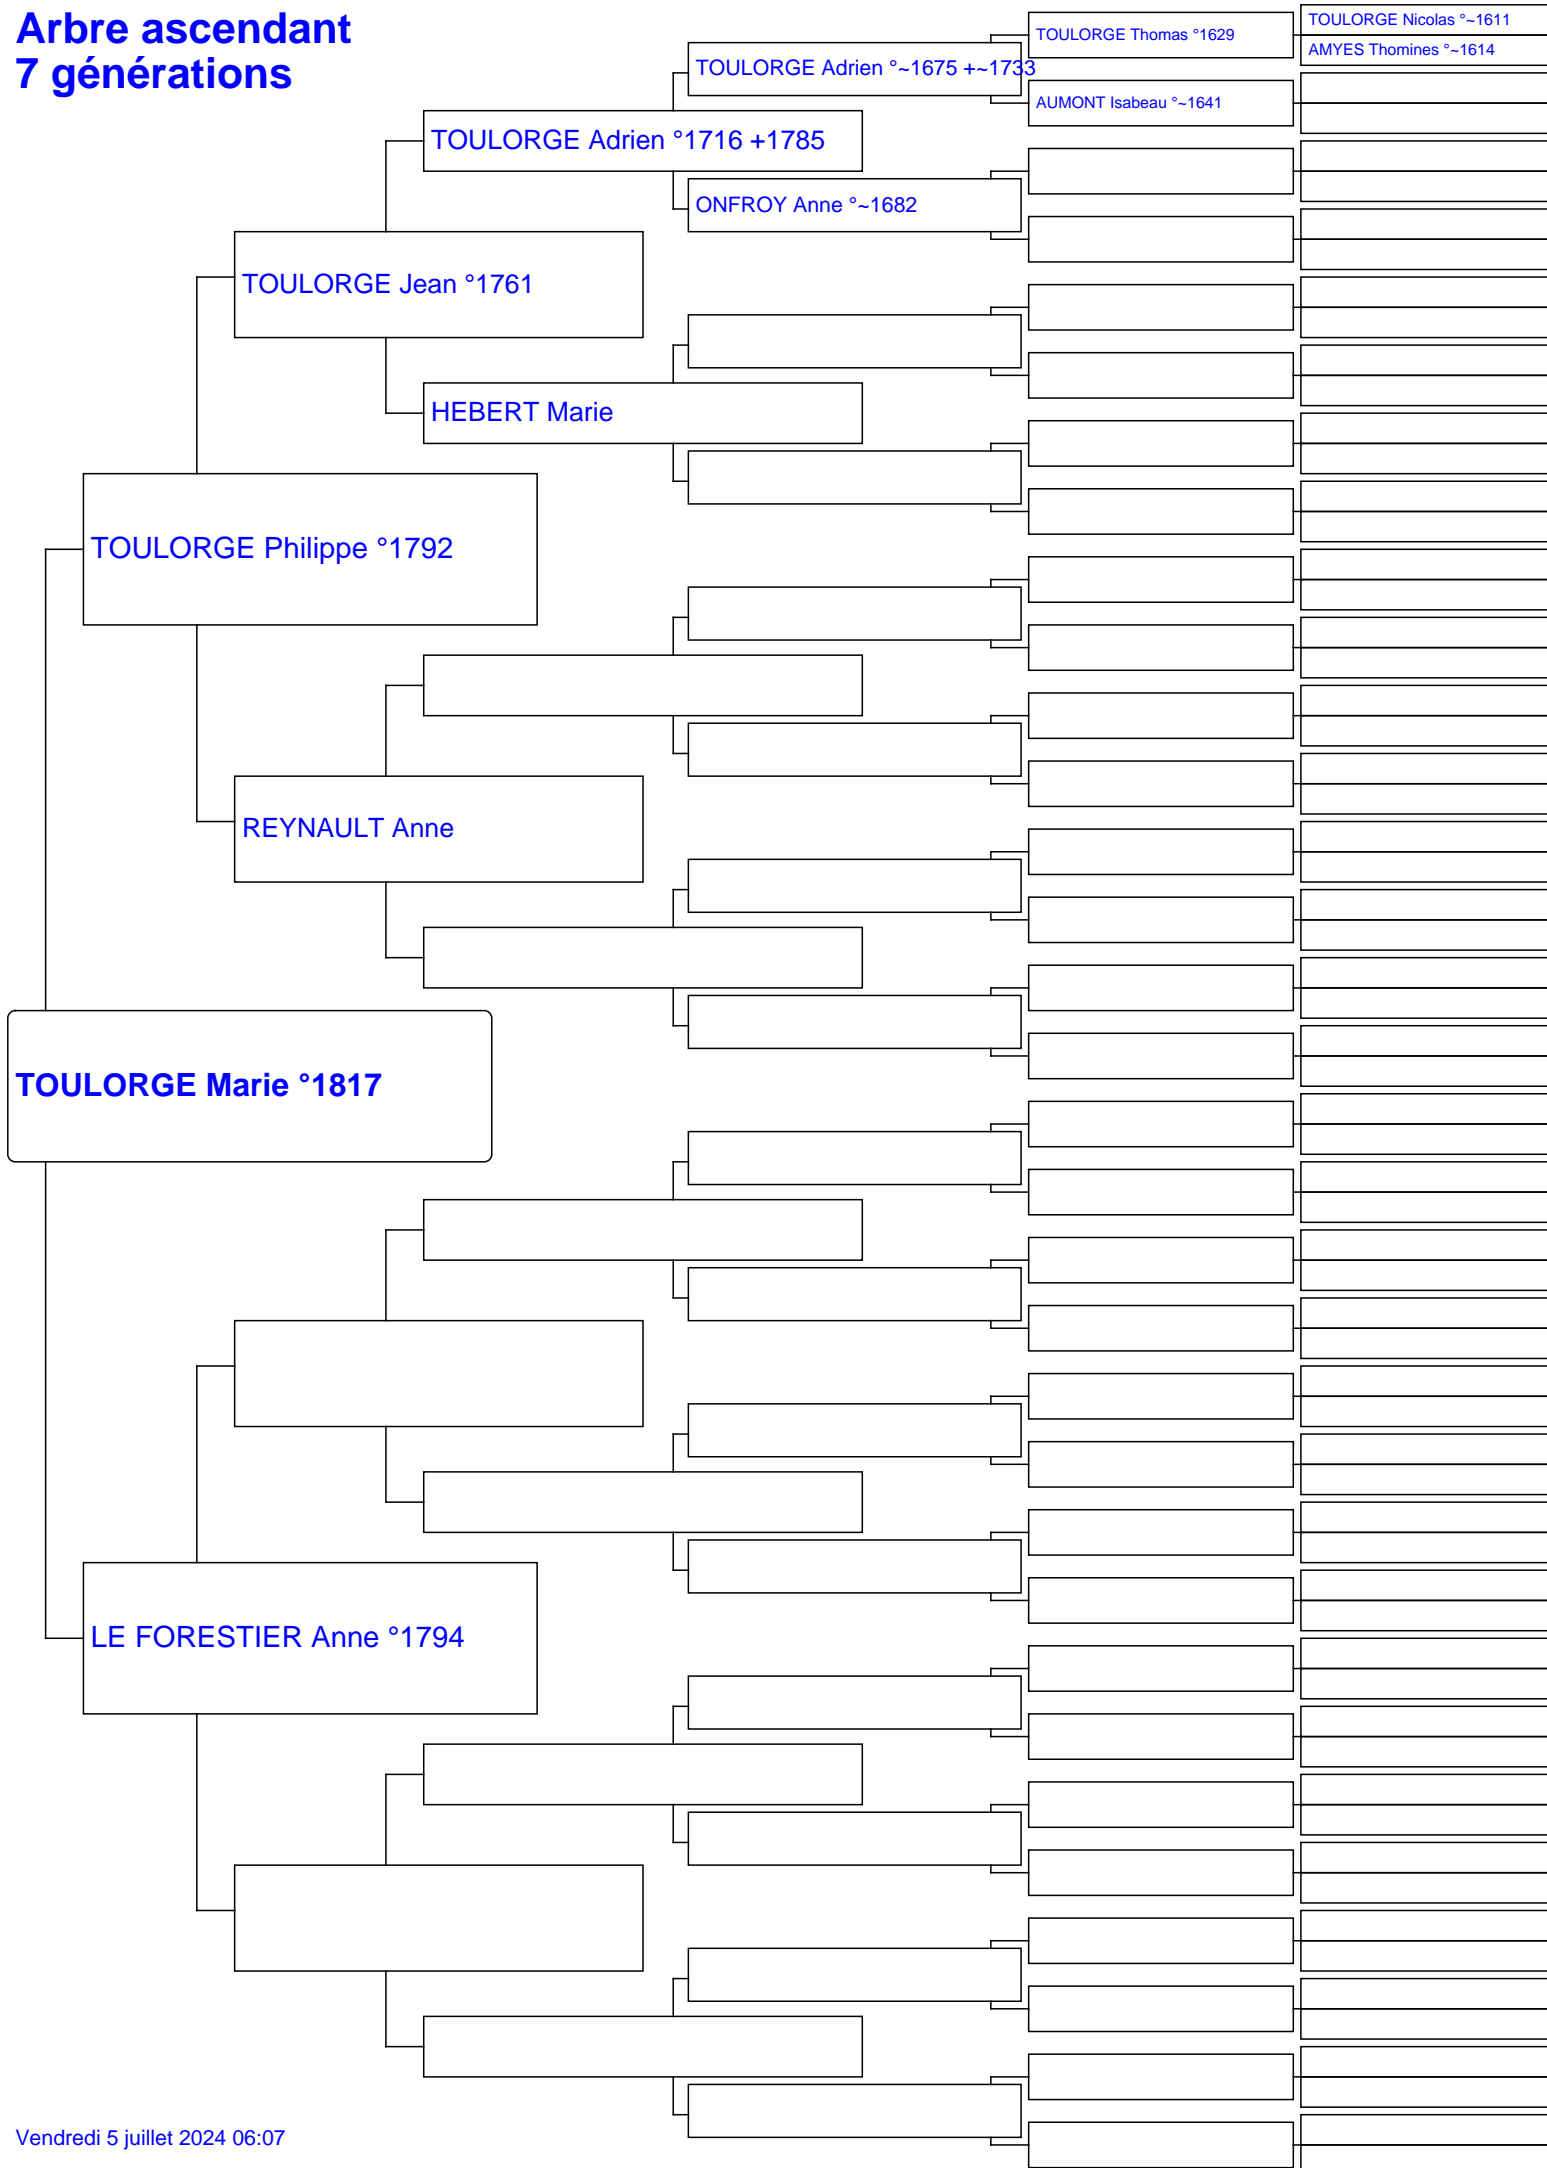 Arbre ascendant
7 générations
TOULORGE Nicolas °~1611
TOULORGE Thomas °1629
AMYES Thomines °~1614
TOULORGE Adrien °~1675 +~1733
AUMONT Isabeau °~1641
TOULORGE Adrien °1716 +1785
ONFROY Anne °~1682
TOULORGE Jean °1761
HEBERT Marie
TOULORGE Philippe °1792
REYNAULT Anne
TOULORGE Marie °1817
LE FORESTIER Anne °1794
Vendredi 5 juillet 2024 06:07